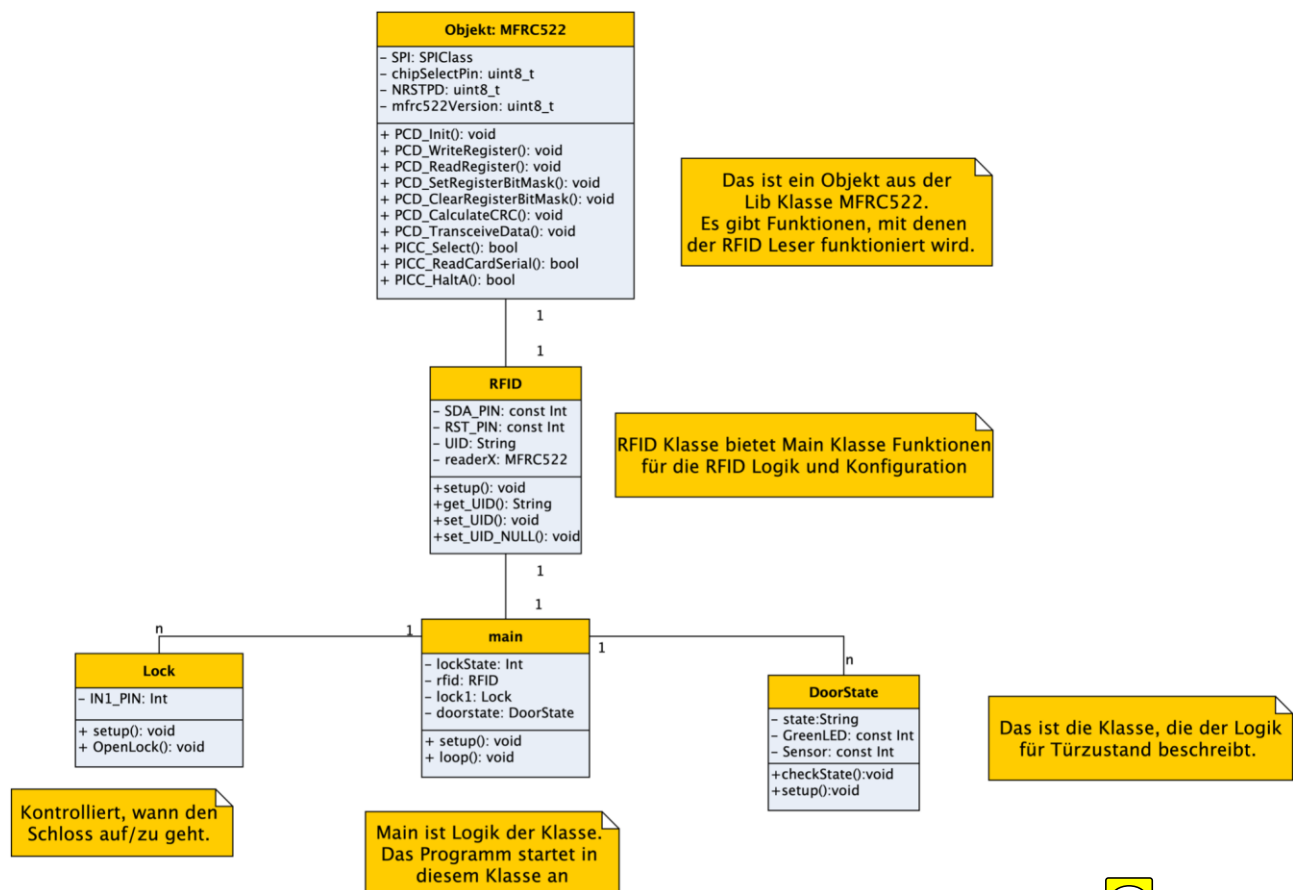 Objekt: MFRC522
– SPI: SPIClass
– chipSelectPin: uint8_t
– NRSTPD: uint8_t
– mfrc522Version: uint8_t
+ PCD_Init(): void
+ PCD_WriteRegister(): void
+ PCD_ReadRegister(): void
+ PCD_SetRegisterBitMask(): void
+ PCD_ClearRegisterBitMask(): void
+ PCD_CalculateCRC(): void
+ PCD_TransceiveData(): void
+ PICC_Select(): bool
+ PICC_ReadCardSerial(): bool
+ PICC_HaltA(): bool
Das ist ein Objekt aus der
Lib Klasse MFRC522.
Es gibt Funktionen, mit denen
der RFID Leser funktioniert wird.
1
1
RFID
– SDA_PIN: const Int
– RST_PIN: const Int
– UID: String
– readerX: MFRC522
+setup(): void
+get_UID(): String
+set_UID(): void
+set_UID_NULL(): void
RFID Klasse bietet Main Klasse Funktionen
für die RFID Logik und Konfiguration
1
1
n
1
1
n
Lock
– IN1_PIN: Int
+ setup(): void
+ OpenLock(): void
main
– lockState: Int
– rfid: RFID
– lock1: Lock
– doorstate: DoorState
+ setup(): void
+ loop(): void
DoorState
– state:String
– GreenLED: const Int
– Sensor: const Int
+checkState():void
+setup():void
Das ist die Klasse, die der Logik
für Türzustand beschreibt.
Kontrolliert, wann den
Schloss auf/zu geht.
Main ist Logik der Klasse.
Das Programm startet in
diesem Klasse an